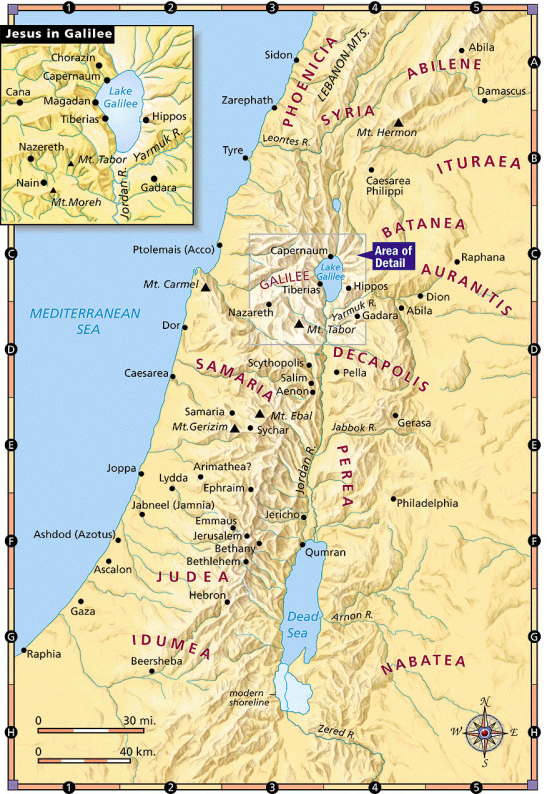 1
2
3
4
5
Jesus in Galilee
Chorazin
Capernaum
Cana
Lake
Galilee
Magadan
Tiberias
Hippos
Nazereth
Mt. Tabor
Yarmuk R.
Nain
Mt.Moreh
Jordan R.
Gadara
A
B
C
D
E
F
G
H
Sidon
PHOENICIA
LEBANON MTS.
Abila
ABILENE
Damascus
Zarephath
SYRIA
Mt. Hermon
Leontes R.
Tyre
ITURAEA
Caesarea
Philippi
BATANEA
Ptolemais (Acco)
Capernaum
Area of
Detail
Raphana
Lake
Galilee
GALILEE
AURANITIS
Mt. Carmel
Tiberias
Hippos
Dion
Nazareth
Yarmuk R.
Abila
Gadara
MEDITERRANEAN
SEA
Mt. Tabor
Dor
DECAPOLIS
SAMARIA
Scythopolis
Pella
Caesarea
Salim
Aenon
Samaria
Mt. Ebal
Gerasa
Mt.Gerizim
Sychar
Jabbok R.
Jordan R.
PEREA
Joppa
Arimathea?
Lydda
Ephraim
Philadelphia
Jabneel (Jamnia)
Jericho
Emmaus
Ashdod (Azotus)
Jerusalem
Bethany
Qumran
Ascalon
Bethlehem
JUDEA
Hebron
Gaza
Dead
Sea
Arnon R.
IDUMEA
Raphia
Beersheba
NABATEA
modern
shoreline
Zered R.
0
30 mi.
0
40 km.
N
W
E
S
1
2
3
4
5
A
B
C
D
E
F
G
H